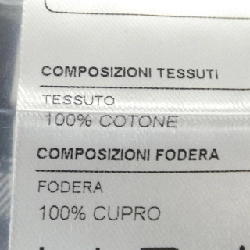 COMPOSIZIONI TESSUTI
TESSUTO
100% COTONE
COMPOSIZIONI FODERA
FODERA
100% CUPRO